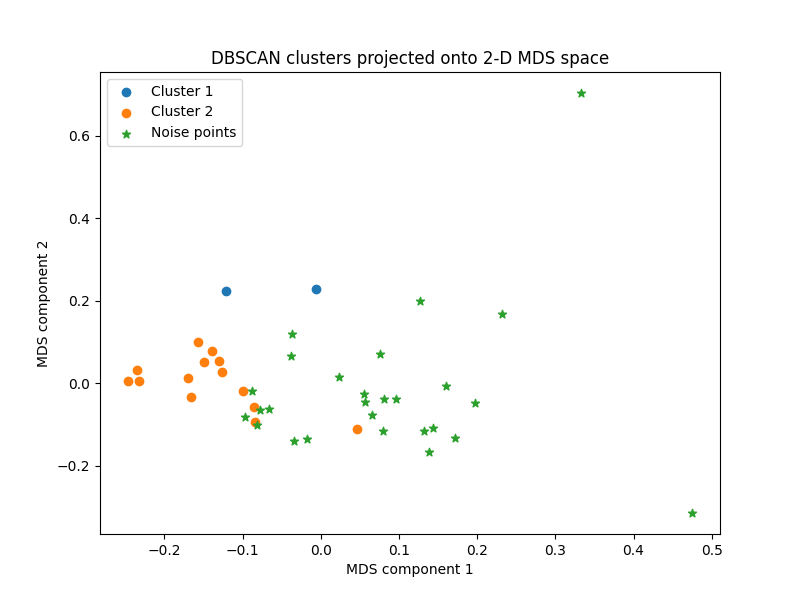 DBSCAN clusters projected onto 2-D MDS space
Cluster 1
Cluster 2
Noise points
MDS component 2
0.6
0.4
0.2
0.0
−0.2
−0.2 −0.1 0.0 0.1 0.2 0.3 0.4 0.5
MDS component 1